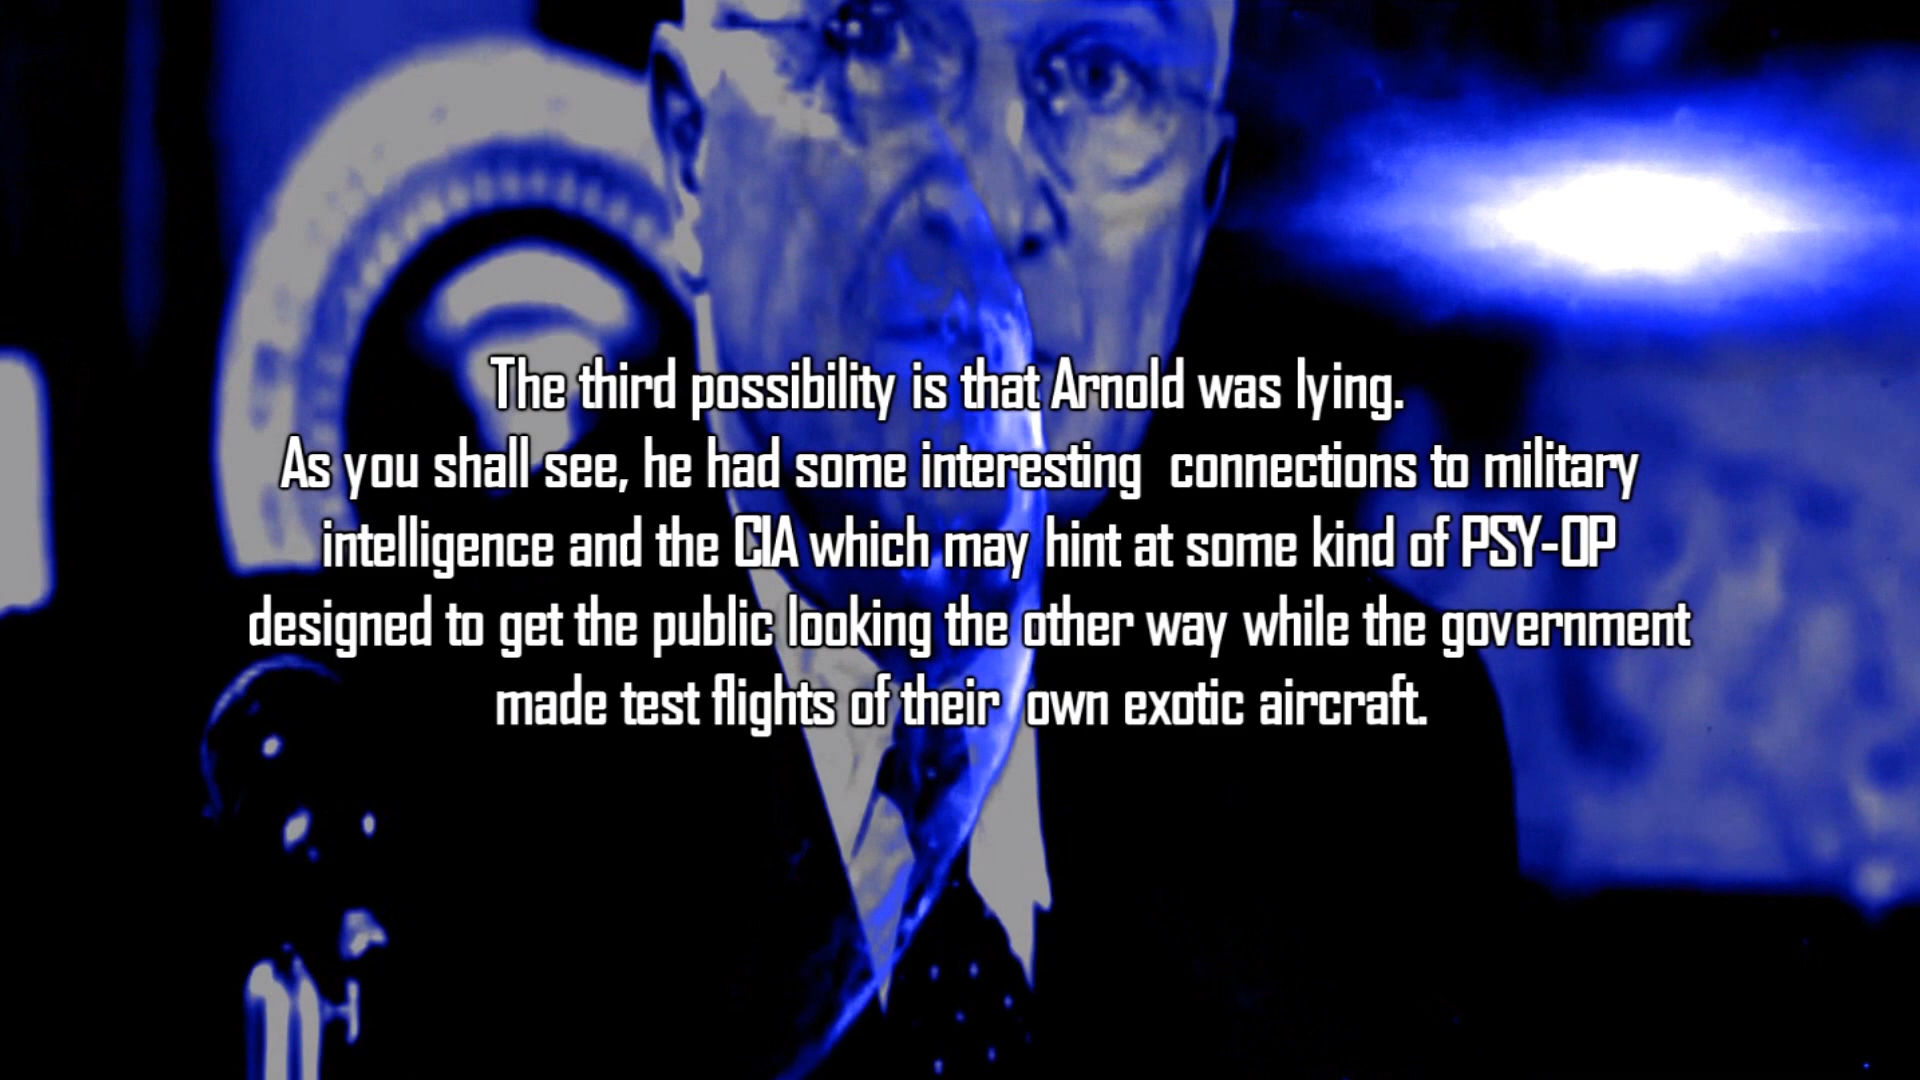 The third possibility is that Arnold was lying.
As you shall see, he had some interesting connections to military
intelligence and the CIA which may hint at some kind of PSY-OP
designed to get the public looking the other way while the government
made test flights of their own exotic aircraft.